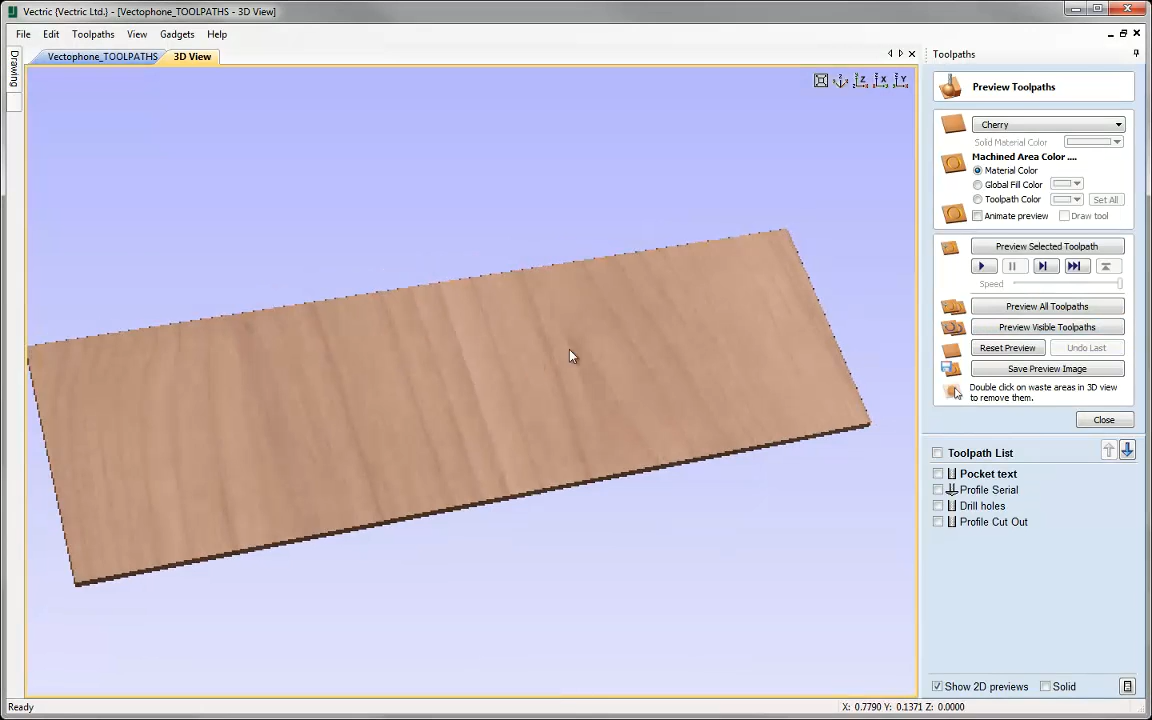 Vectric {Vectric Ltd.} - [Vectophone_TOOLPATHS - 3D View]
File Edit Toolpaths View Gadgets Help
Drawing
Vectophone_TOOLPATHS 3D View
Z X Y
Toolpaths
Preview Toolpaths
Cherry
Solid Material Color
Machined Area Color ....
Material Color
Global Fill Color
Toolpath Color Set All
Animate preview Draw tool
Preview Selected Toolpath
Speed
Preview All Toolpaths
Preview Visible Toolpaths
Reset Preview Undo Last
Save Preview Image
Double click on waste areas in 3D view
to remove them.
Close
Toolpath List
Pocket text
Profile Serial
Drill holes
Profile Cut Out
Show 2D previews Solid
Ready X: 0.7790 Y: 0.1371 Z: 0.0000